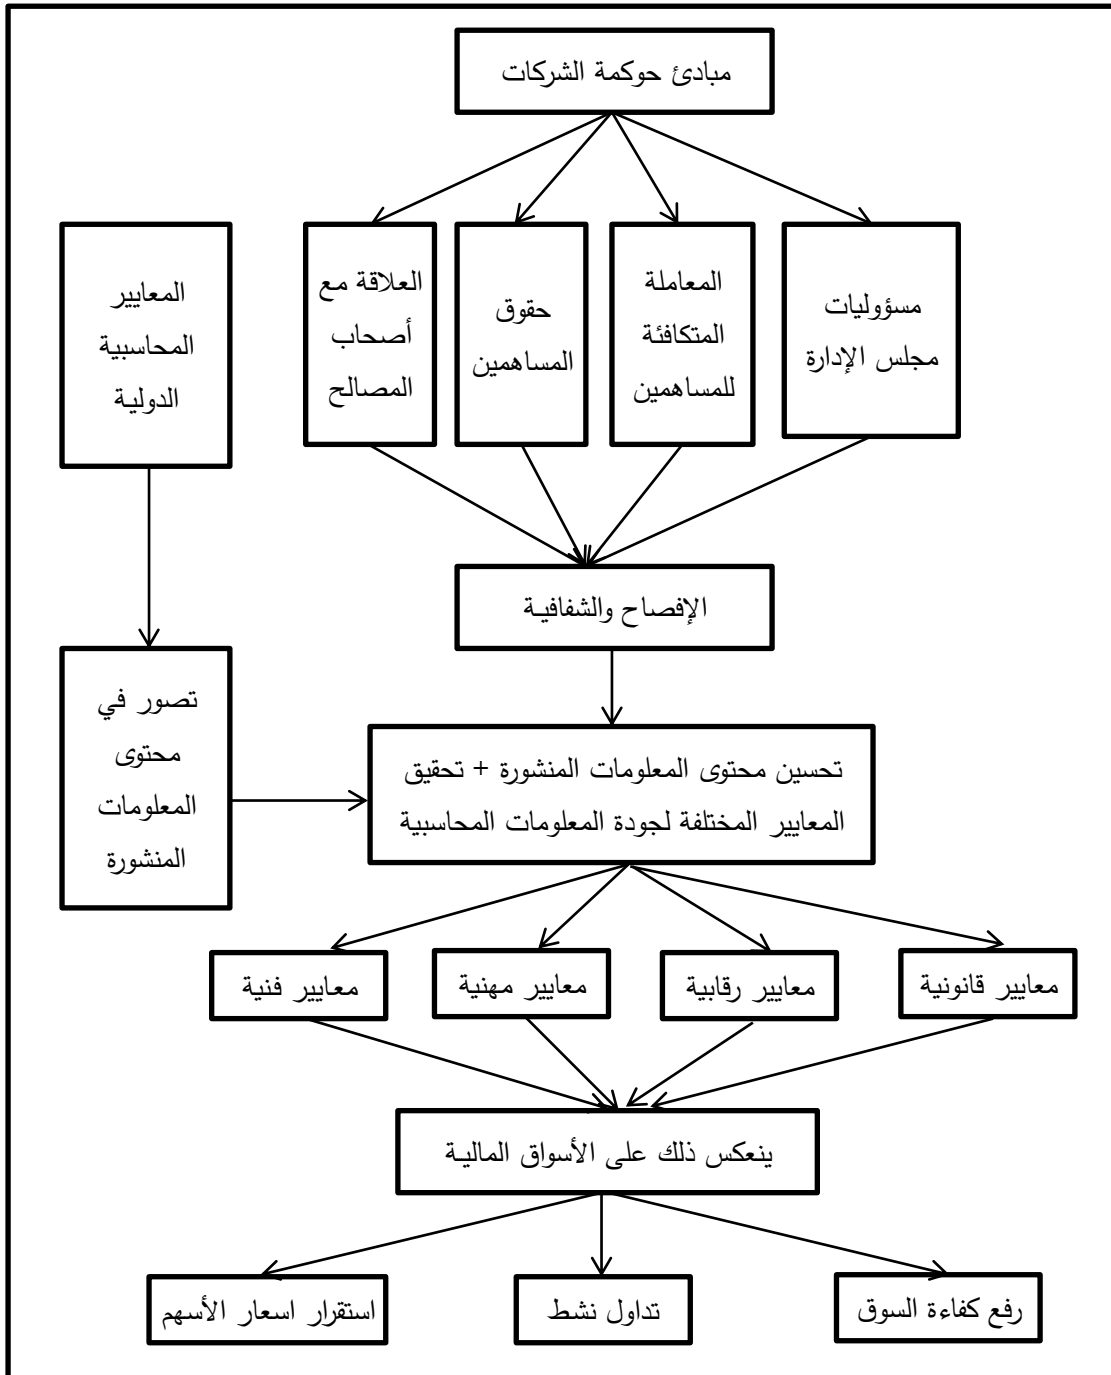 مبادئ حوكمة الشركات
مسؤوليات
مجلس الإدارة
المعاملة
المتكافئة
للمساهمين
حقوق
المساهمين
العلاقة مع
أصحاب
المصالح
المعايير
المحاسبية
الدولية
الإفصاح والشفافية
تصور في
محتوى
المعلومات
المنشورة
تحسين محتوى المعلومات المنشورة + تحقيق
المعايير المختلفة لجودة المعلومات المحاسبية
معايير قانونية
معايير رقابية
معايير مهنية
معايير فنية
ينعكس ذلك على الأسواق المالية
رفع كفاءة السوق
تداول نشط
استقرار اسعار الأسهم